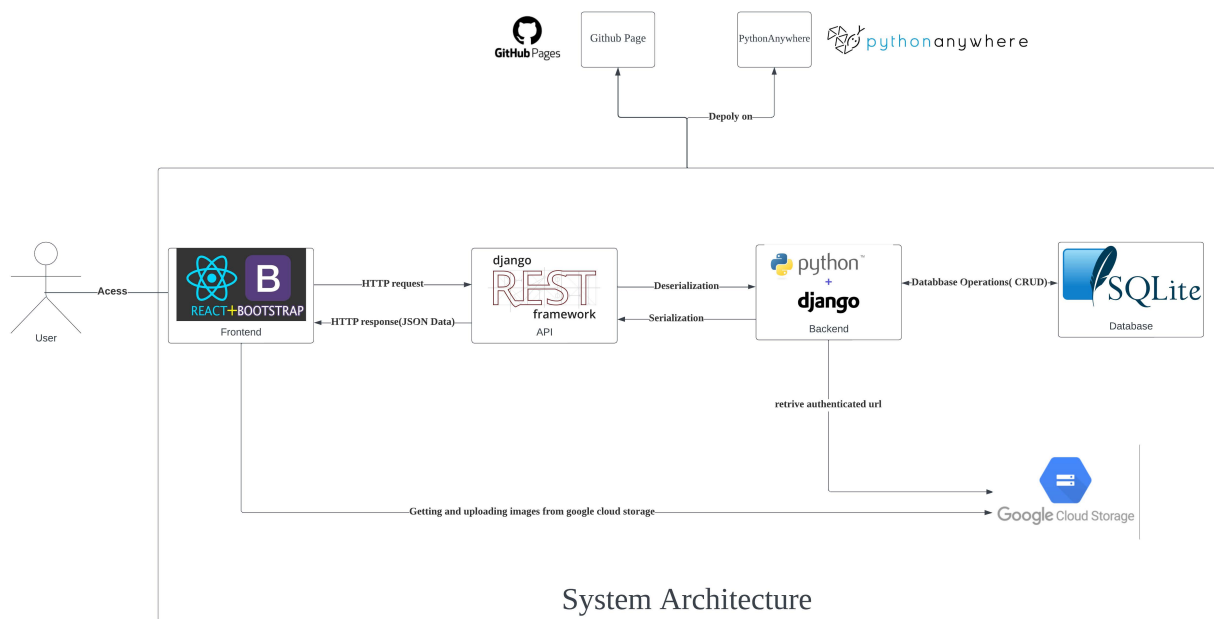 GitHub Pages
Github Page
PythonAnywhere
pythonanywhere
Depoly on
User
Acess
REACT+BOOTSTRAP
B
Frontend
HTTP request
HTTP response(JSON Data)
django
REST
framework
API
Deserialization
Serialization
python™
+
django
Backend
Database Operations( CRUD)
SQLite
Database
retrive authenticated url
Getting and uploading images from google cloud storage
Google Cloud Storage
System Architecture